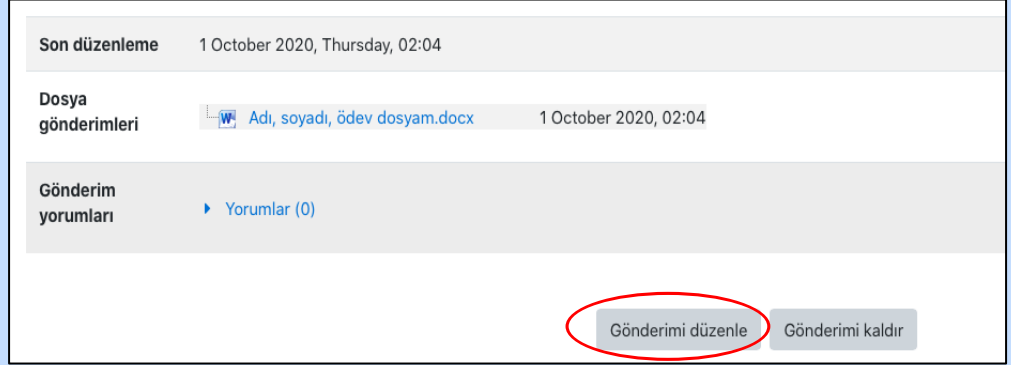 Son düzenleme 1 October 2020, Thursday, 02:04
Dosya
gönderimleri
Adı, soyadı, ödev dosyam.docx 1 October 2020, 02:04
Gönderim
yorumları
Yorumlar (0)
Gönderimi düzenle Gönderimi kaldır